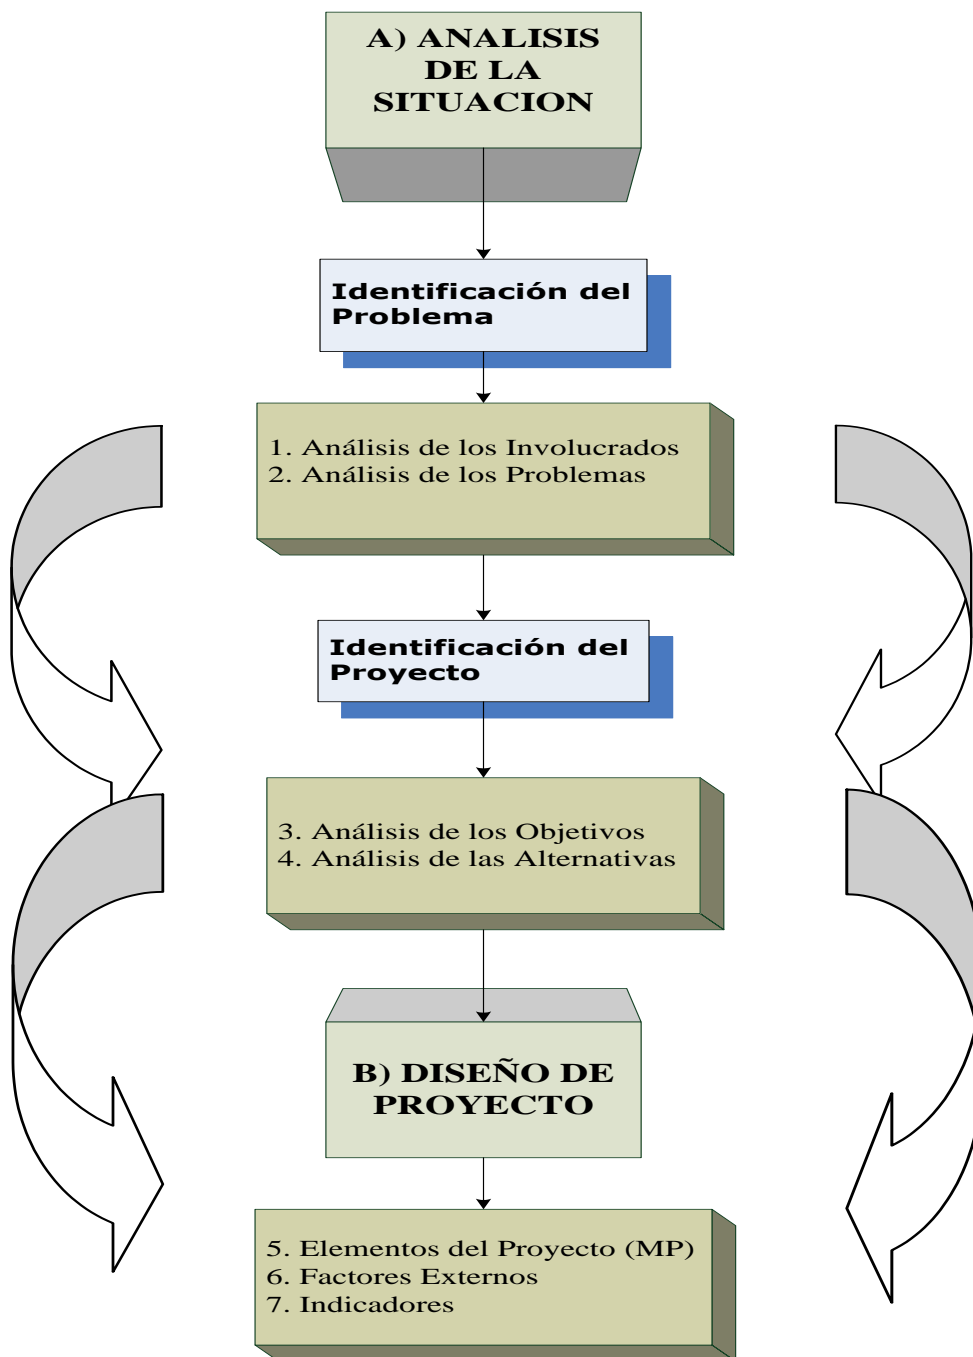 A) ANALISIS
DE LA
SITUACION
Identificación del
Problema
1. Análisis de los Involucrados
2. Análisis de los Problemas
Identificación del
Proyecto
3. Análisis de los Objetivos
4. Análisis de las Alternativas
B) DISEÑO DE
PROYECTO
5. Elementos del Proyecto (MP)
6. Factores Externos
7. Indicadores